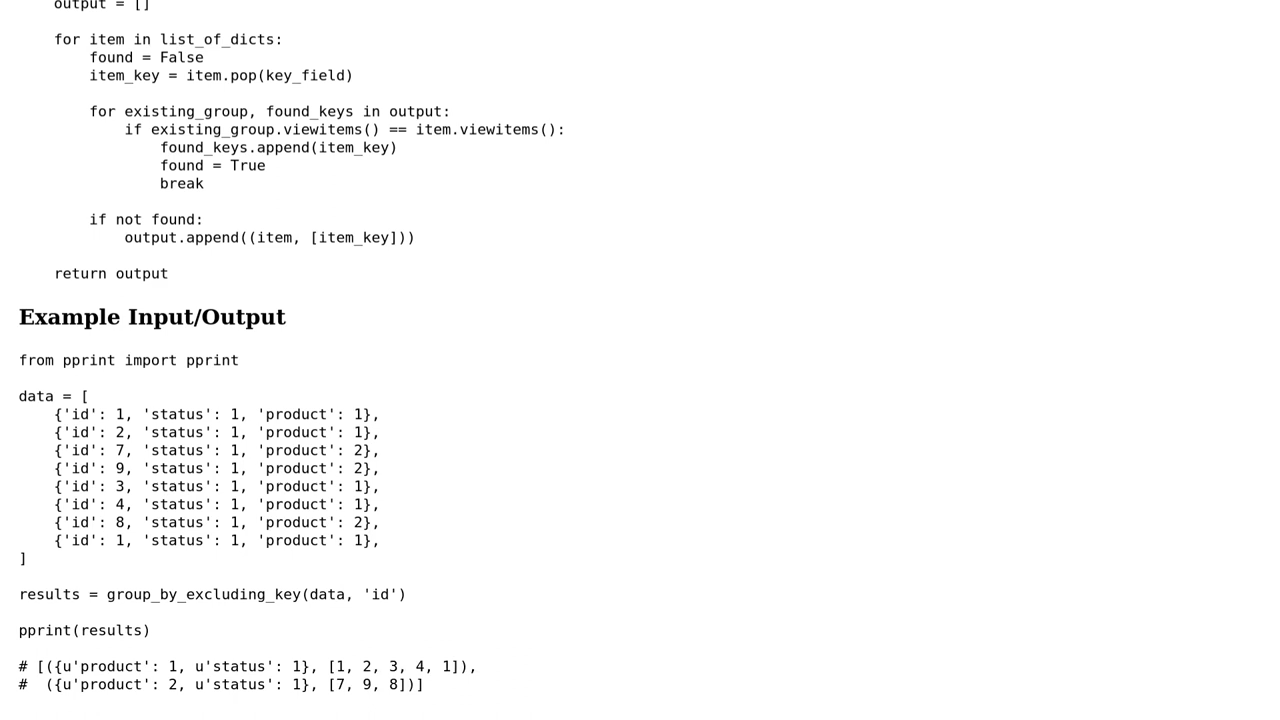 output = []
for item in list_of_dicts:
found = False
item_key = item.pop(key_field)
for existing_group, found_keys in output:
if existing_group.viewitems() == item.viewitems():
found_keys.append(item_key)
found = True
break
if not found:
output.append((item, [item_key]))
return output
Example Input/Output
from pprint import pprint
data = [
{'id': 1, 'status': 1, 'product': 1},
{'id': 2, 'status': 1, 'product': 1},
{'id': 7, 'status': 1, 'product': 2},
{'id': 9, 'status': 1, 'product': 2},
{'id': 3, 'status': 1, 'product': 1},
{'id': 4, 'status': 1, 'product': 1},
{'id': 8, 'status': 1, 'product': 2},
{'id': 1, 'status': 1, 'product': 1},
]
results = group_by_excluding_key(data, 'id')
pprint(results)
# [({u'product': 1, u'status': 1}, [1, 2, 3, 4, 1]),
#  ({u'product': 2, u'status': 1}, [7, 9, 8])]